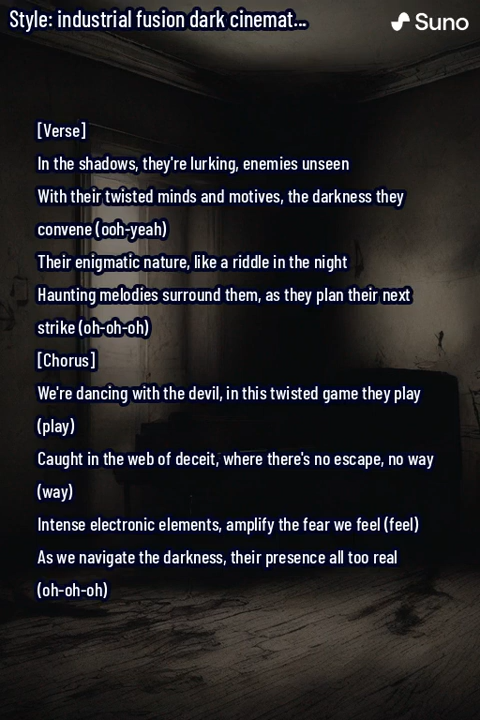 Style: industrial fusion dark cinemat...
Suno
[Verse]
In the shadows, they're lurking, enemies unseen
With their twisted minds and motives, the darkness they
convene (ooh-yeah)
Their enigmatic nature, like a riddle in the night
Haunting melodies surround them, as they plan their next
strike (oh-oh-oh)
[Chorus]
We're dancing with the devil, in this twisted game they play
(play)
Caught in the web of deceit, where there's no escape, no way
(way)
Intense electronic elements, amplify the fear we feel (feel)
As we navigate the darkness, their presence all too real
(oh-oh-oh)